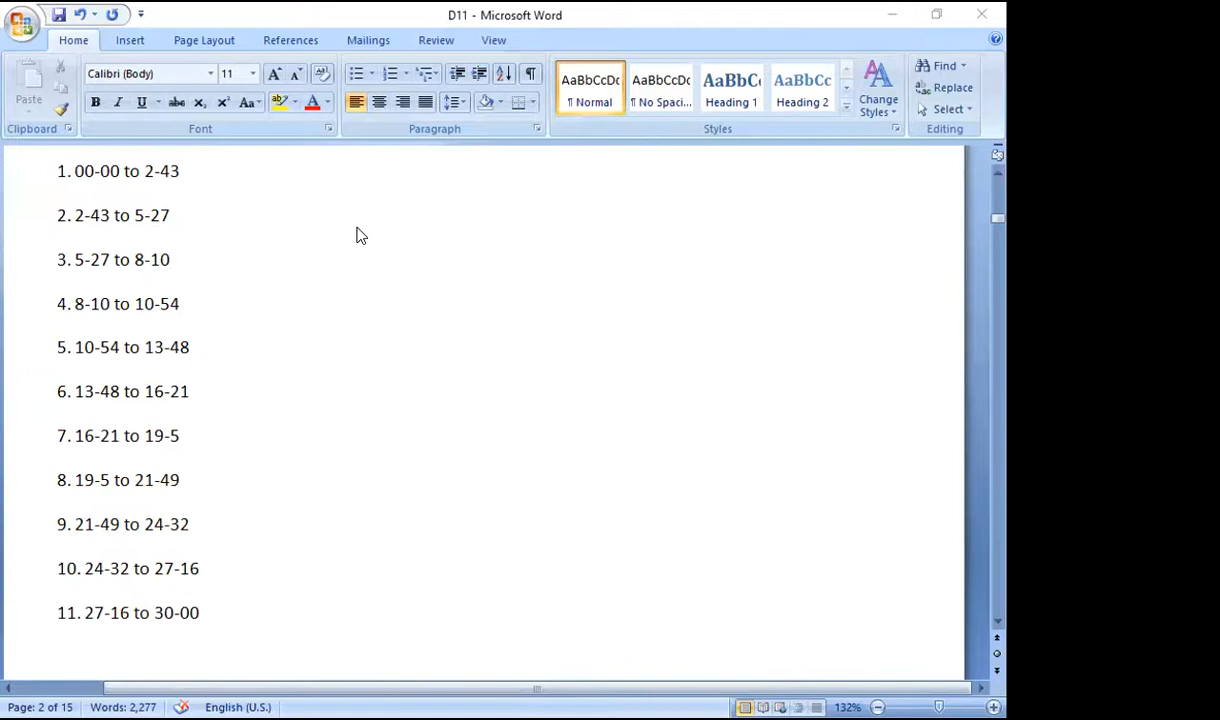 D11 - Microsoft Word
Home Insert Page Layout References Mailings Review View
Calibri (Body) 11 AaBbCcDc AaBbCcDc AaBbC AaBbCc Find
Paste ¶ Normal ¶ No Spaci... Heading 1 Heading 2 Change Styles Replace
B I U abc X₂ X² Aa A Select
Clipboard Font Paragraph Styles Editing
1. 00-00 to 2-43
2. 2-43 to 5-27
3. 5-27 to 8-10
4. 8-10 to 10-54
5. 10-54 to 13-48
6. 13-48 to 16-21
7. 16-21 to 19-5
8. 19-5 to 21-49
9. 21-49 to 24-32
10. 24-32 to 27-16
11. 27-16 to 30-00
Page: 2 of 15 Words: 2,277 English (U.S.) 132%